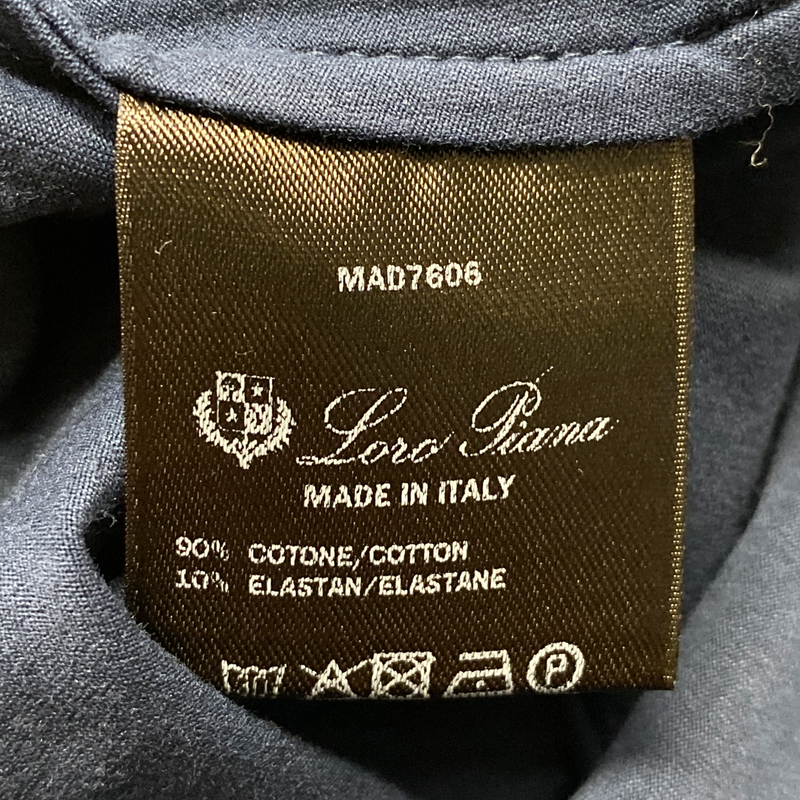 MAD7606
Loro Piana
MADE IN ITALY
90% COTONE/COTTON
10% ELASTAN/ELASTANE
P